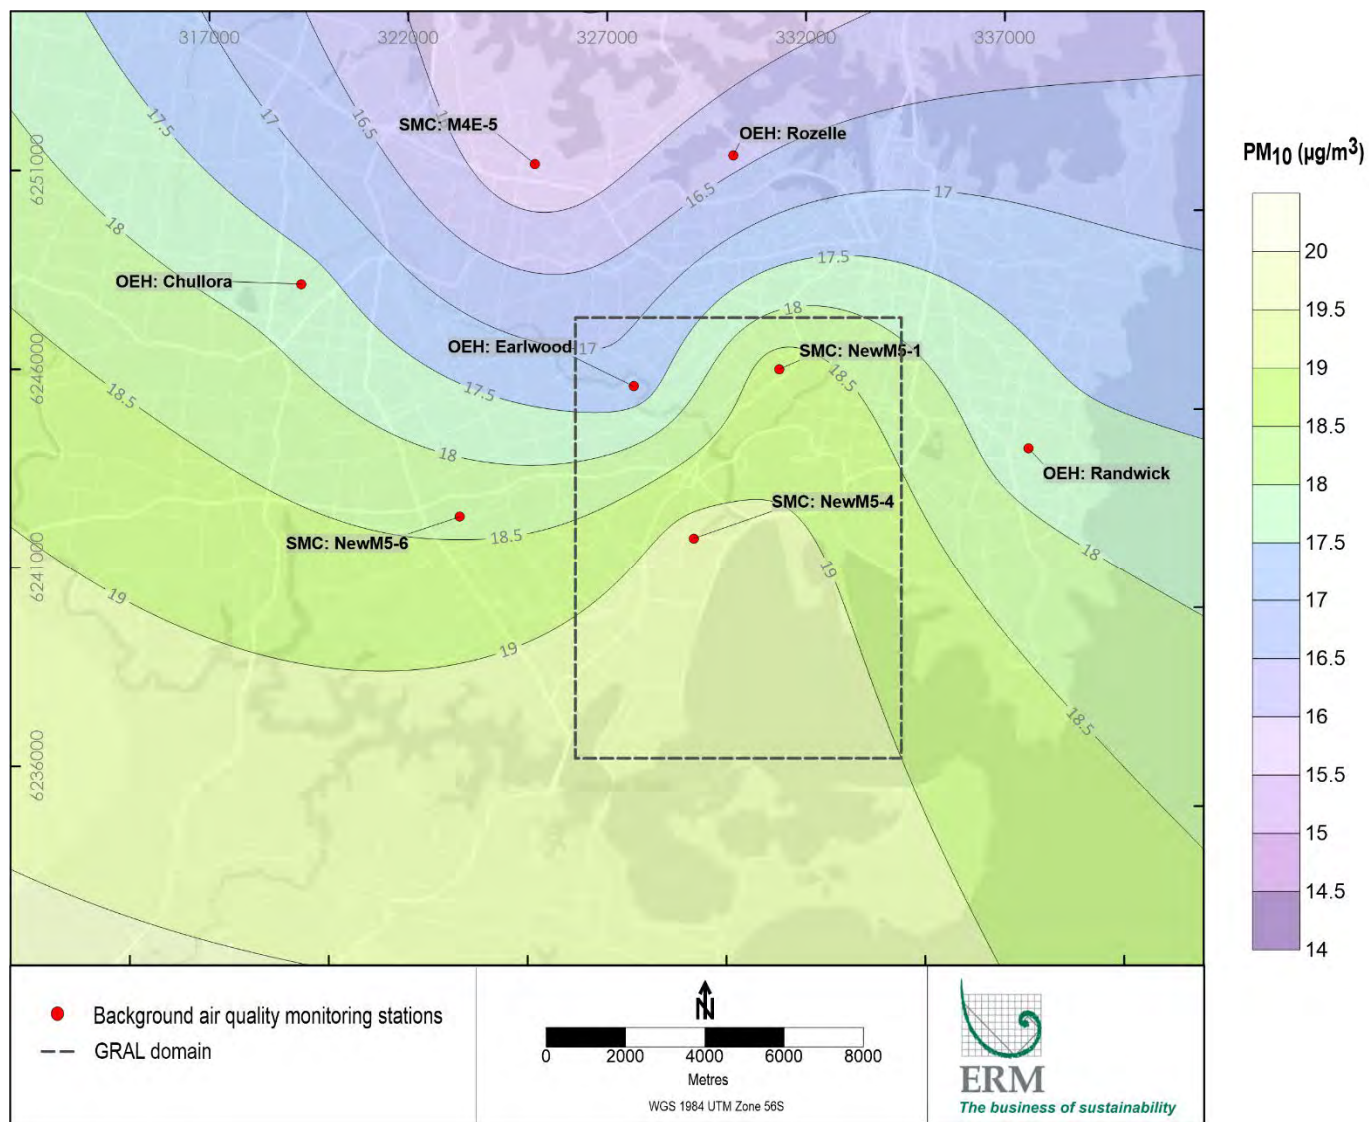 317000
322000
327000
332000
337000
6251000
6246000
6241000
6236000
SMC: M4E-5
OEH: Rozelle
OEH: Chullora
OEH: Earlwood
SMC: NewM5-1
OEH: Randwick
SMC: NewM5-4
SMC: NewM5-6
17.5
17
16.5
16.5
17
17.5
18
18
17
18.5
17.5
18.5
18
18
18.5
19
19
19
18.5
PM10 (µg/m3)
20
19.5
19
18.5
18
17.5
17
16.5
16
15.5
15
14.5
14
Background air quality monitoring stations
GRAL domain
N
0 2000 4000 6000 8000
Metres
WGS 1984 UTM Zone 56S
ERM
The business of sustainability